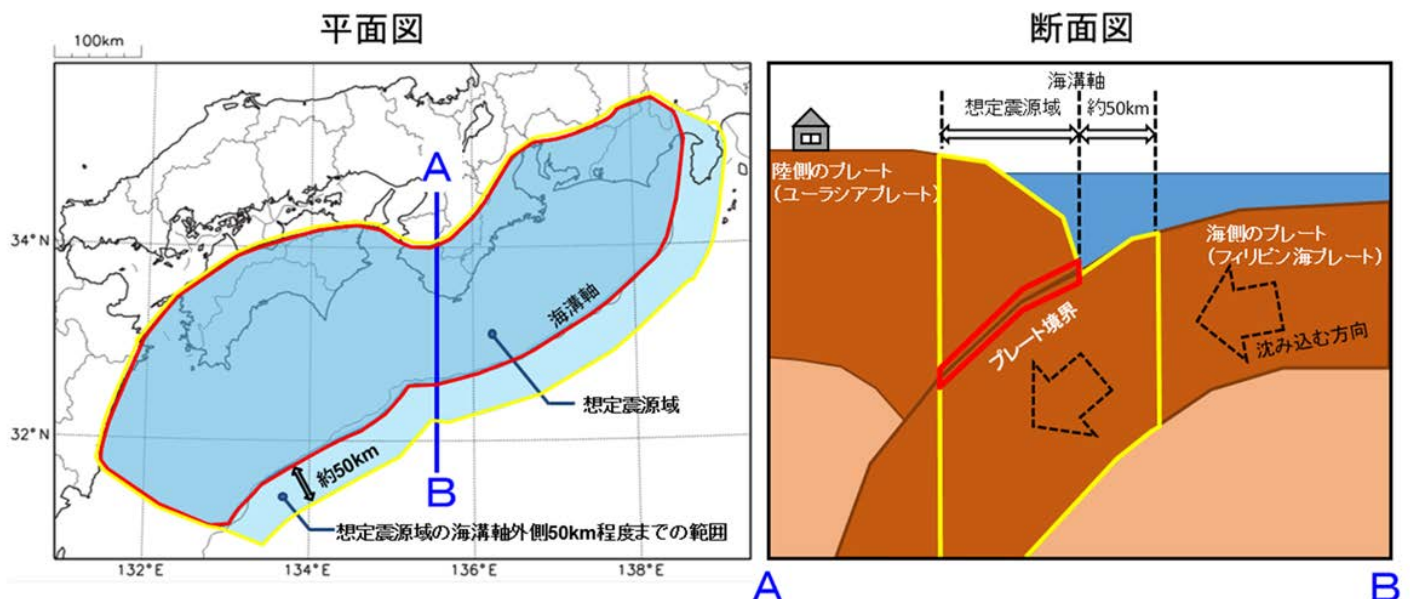 平面図
100km
34°N
32°N
132°E
134°E
136°E
138°E
A
B
海溝軸
想定震源域
約50km
想定震源域の海溝軸外側50km程度までの範囲
断面図
海溝軸
想定震源域
約50km
陸側のプレート
（ユーラシアプレート）
海側のプレート
（フィリピン海プレート）
プレート境界
沈み込む方向
A
B